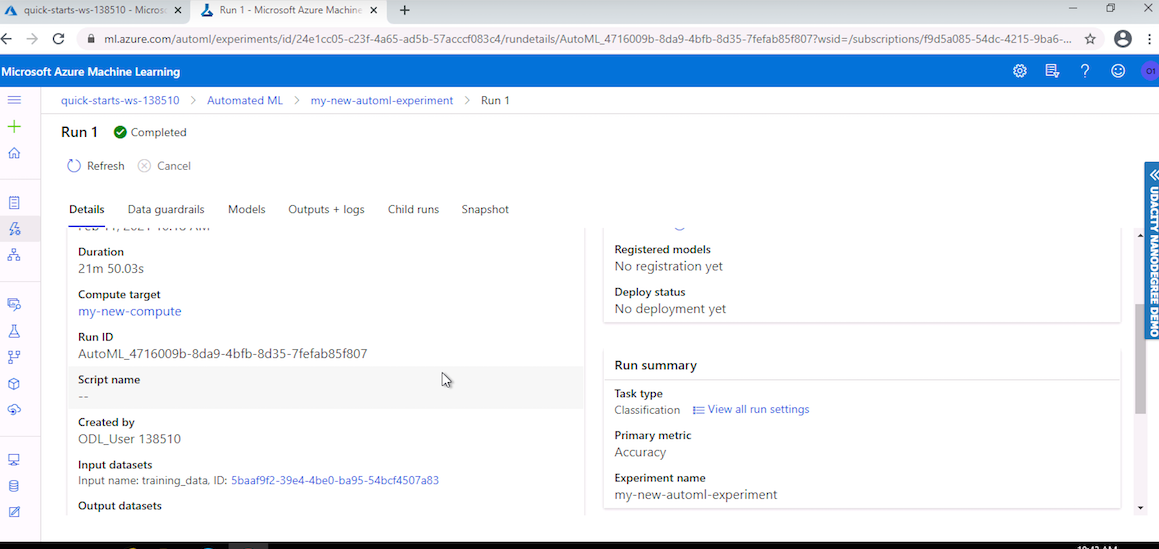 quick-starts-ws-138510 - Micros
Run 1 - Microsoft Azure Machine
ml.azure.com/automl/experiments/id/24e1cc05-c23f-4a65-ad5b-57acccf083c4/rundetails/AutoML_4716009b-8da9-4bfb-8d35-7fefab85f807?wsid=/subscriptions/f9d5a085-54dc-4215-9ba6-...
Microsoft Azure Machine Learning
quick-starts-ws-138510 > Automated ML > my-new-automl-experiment > Run 1
Run 1 Completed
Refresh Cancel
Details Data guardrails Models Outputs + logs Child runs Snapshot
Duration
21m 50.03s
Compute target
my-new-compute
Run ID
AutoML_4716009b-8da9-4bfb-8d35-7fefab85f807
Script name
--
Created by
ODL_User 138510
Input datasets
Input name: training_data, ID: 5baaf9f2-39e4-4be0-ba95-54bcf4507a83
Output datasets
Registered models
No registration yet
Deploy status
No deployment yet
Run summary
Task type
Classification View all run settings
Primary metric
Accuracy
Experiment name
my-new-automl-experiment
UDACITY NANODEGREE DEMO